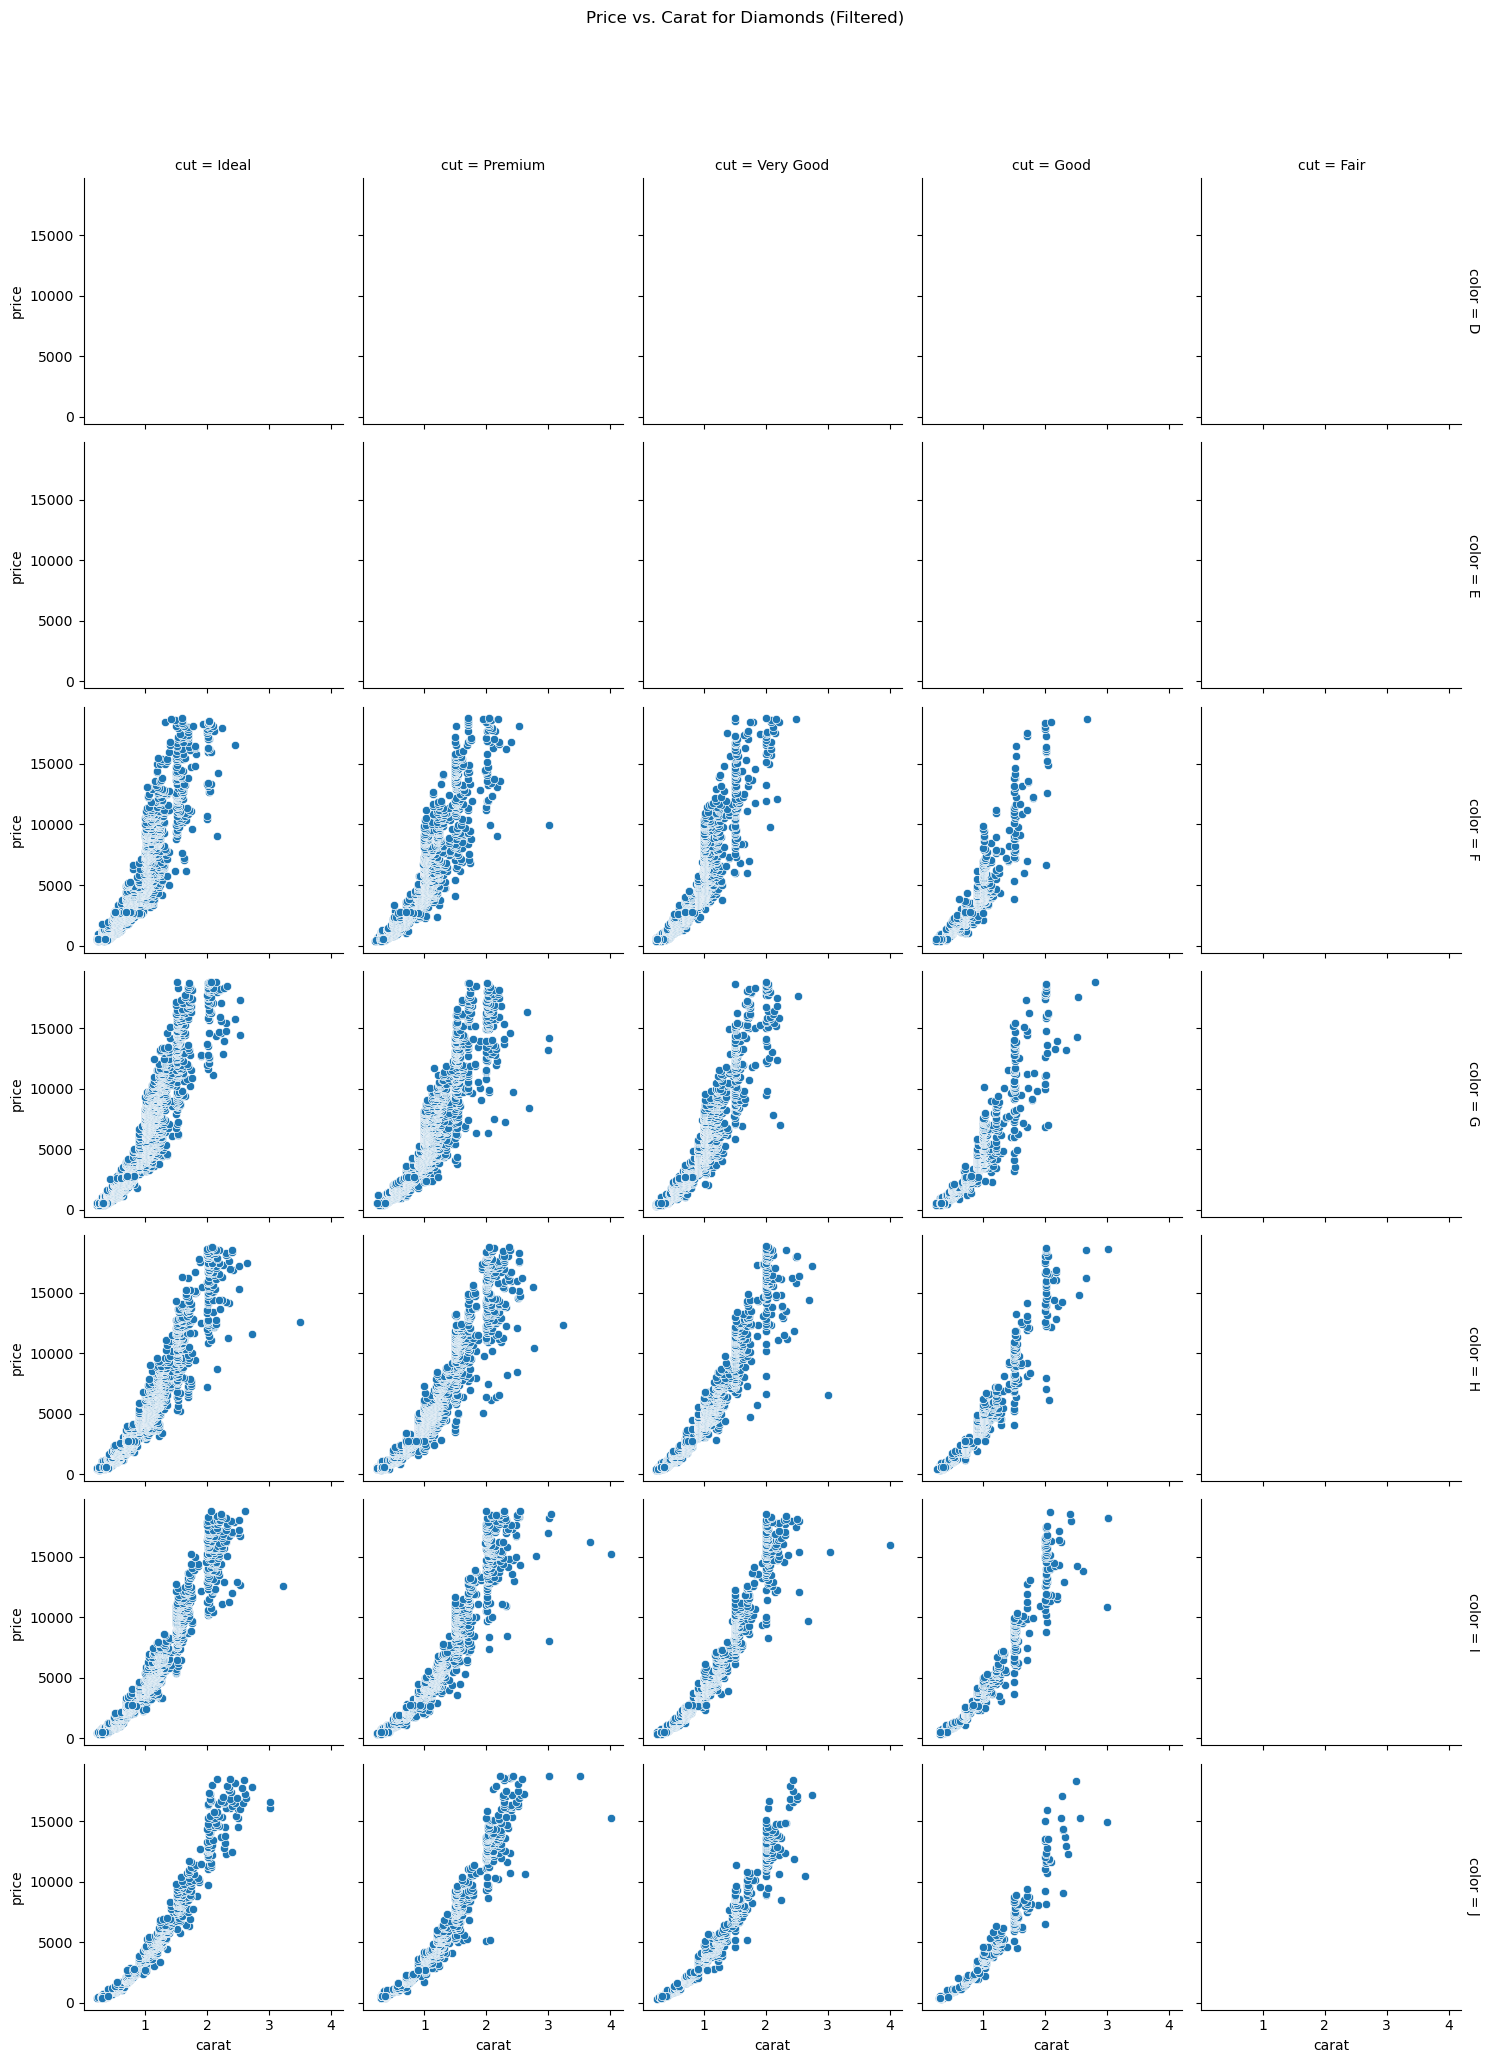 Price vs. Carat for Diamonds (Filtered)
cut = Ideal
cut = Premium
cut = Very Good
cut = Good
cut = Fair
15000
10000
5000
0
price
color = D
15000
10000
5000
0
price
color = E
15000
10000
5000
0
price
color = F
15000
10000
5000
0
price
color = G
15000
10000
5000
0
price
color = H
15000
10000
5000
0
price
color = I
15000
10000
5000
0
price
color = J
1 2 3 4
1 2 3 4
1 2 3 4
1 2 3 4
1 2 3 4
carat
carat
carat
carat
carat